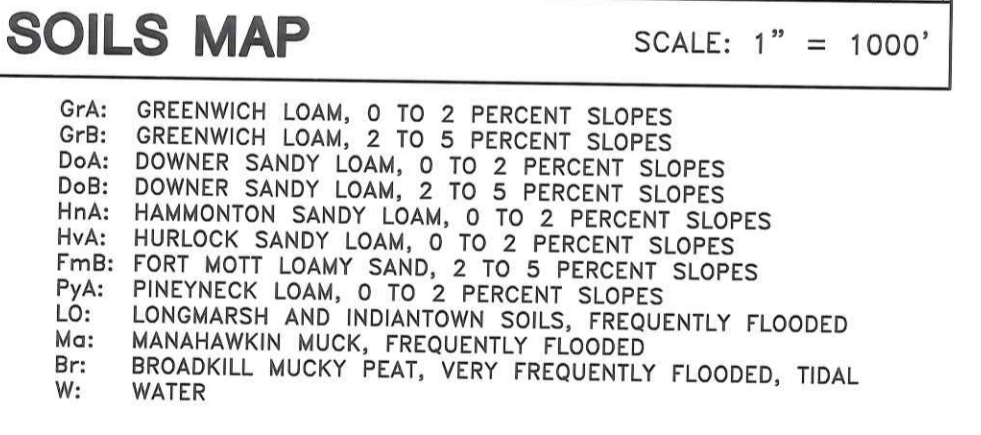 SOILS MAP SCALE: 1" = 1000'
GrA: GREENWICH LOAM, 0 TO 2 PERCENT SLOPES
GrB: GREENWICH LOAM, 2 TO 5 PERCENT SLOPES
DoA: DOWNER SANDY LOAM, 0 TO 2 PERCENT SLOPES
DoB: DOWNER SANDY LOAM, 2 TO 5 PERCENT SLOPES
HnA: HAMMONTON SANDY LOAM, 0 TO 2 PERCENT SLOPES
HvA: HURLOCK SANDY LOAM, 0 TO 2 PERCENT SLOPES
FmB: FORT MOTT LOAMY SAND, 2 TO 5 PERCENT SLOPES
PyA: PINEYNECK LOAM, 0 TO 2 PERCENT SLOPES
LO: LONGMARSH AND INDIANTOWN SOILS, FREQUENTLY FLOODED
Ma: MANAHAWKIN MUCK, FREQUENTLY FLOODED
Br: BROADKILL MUCKY PEAT, VERY FREQUENTLY FLOODED, TIDAL
W: WATER